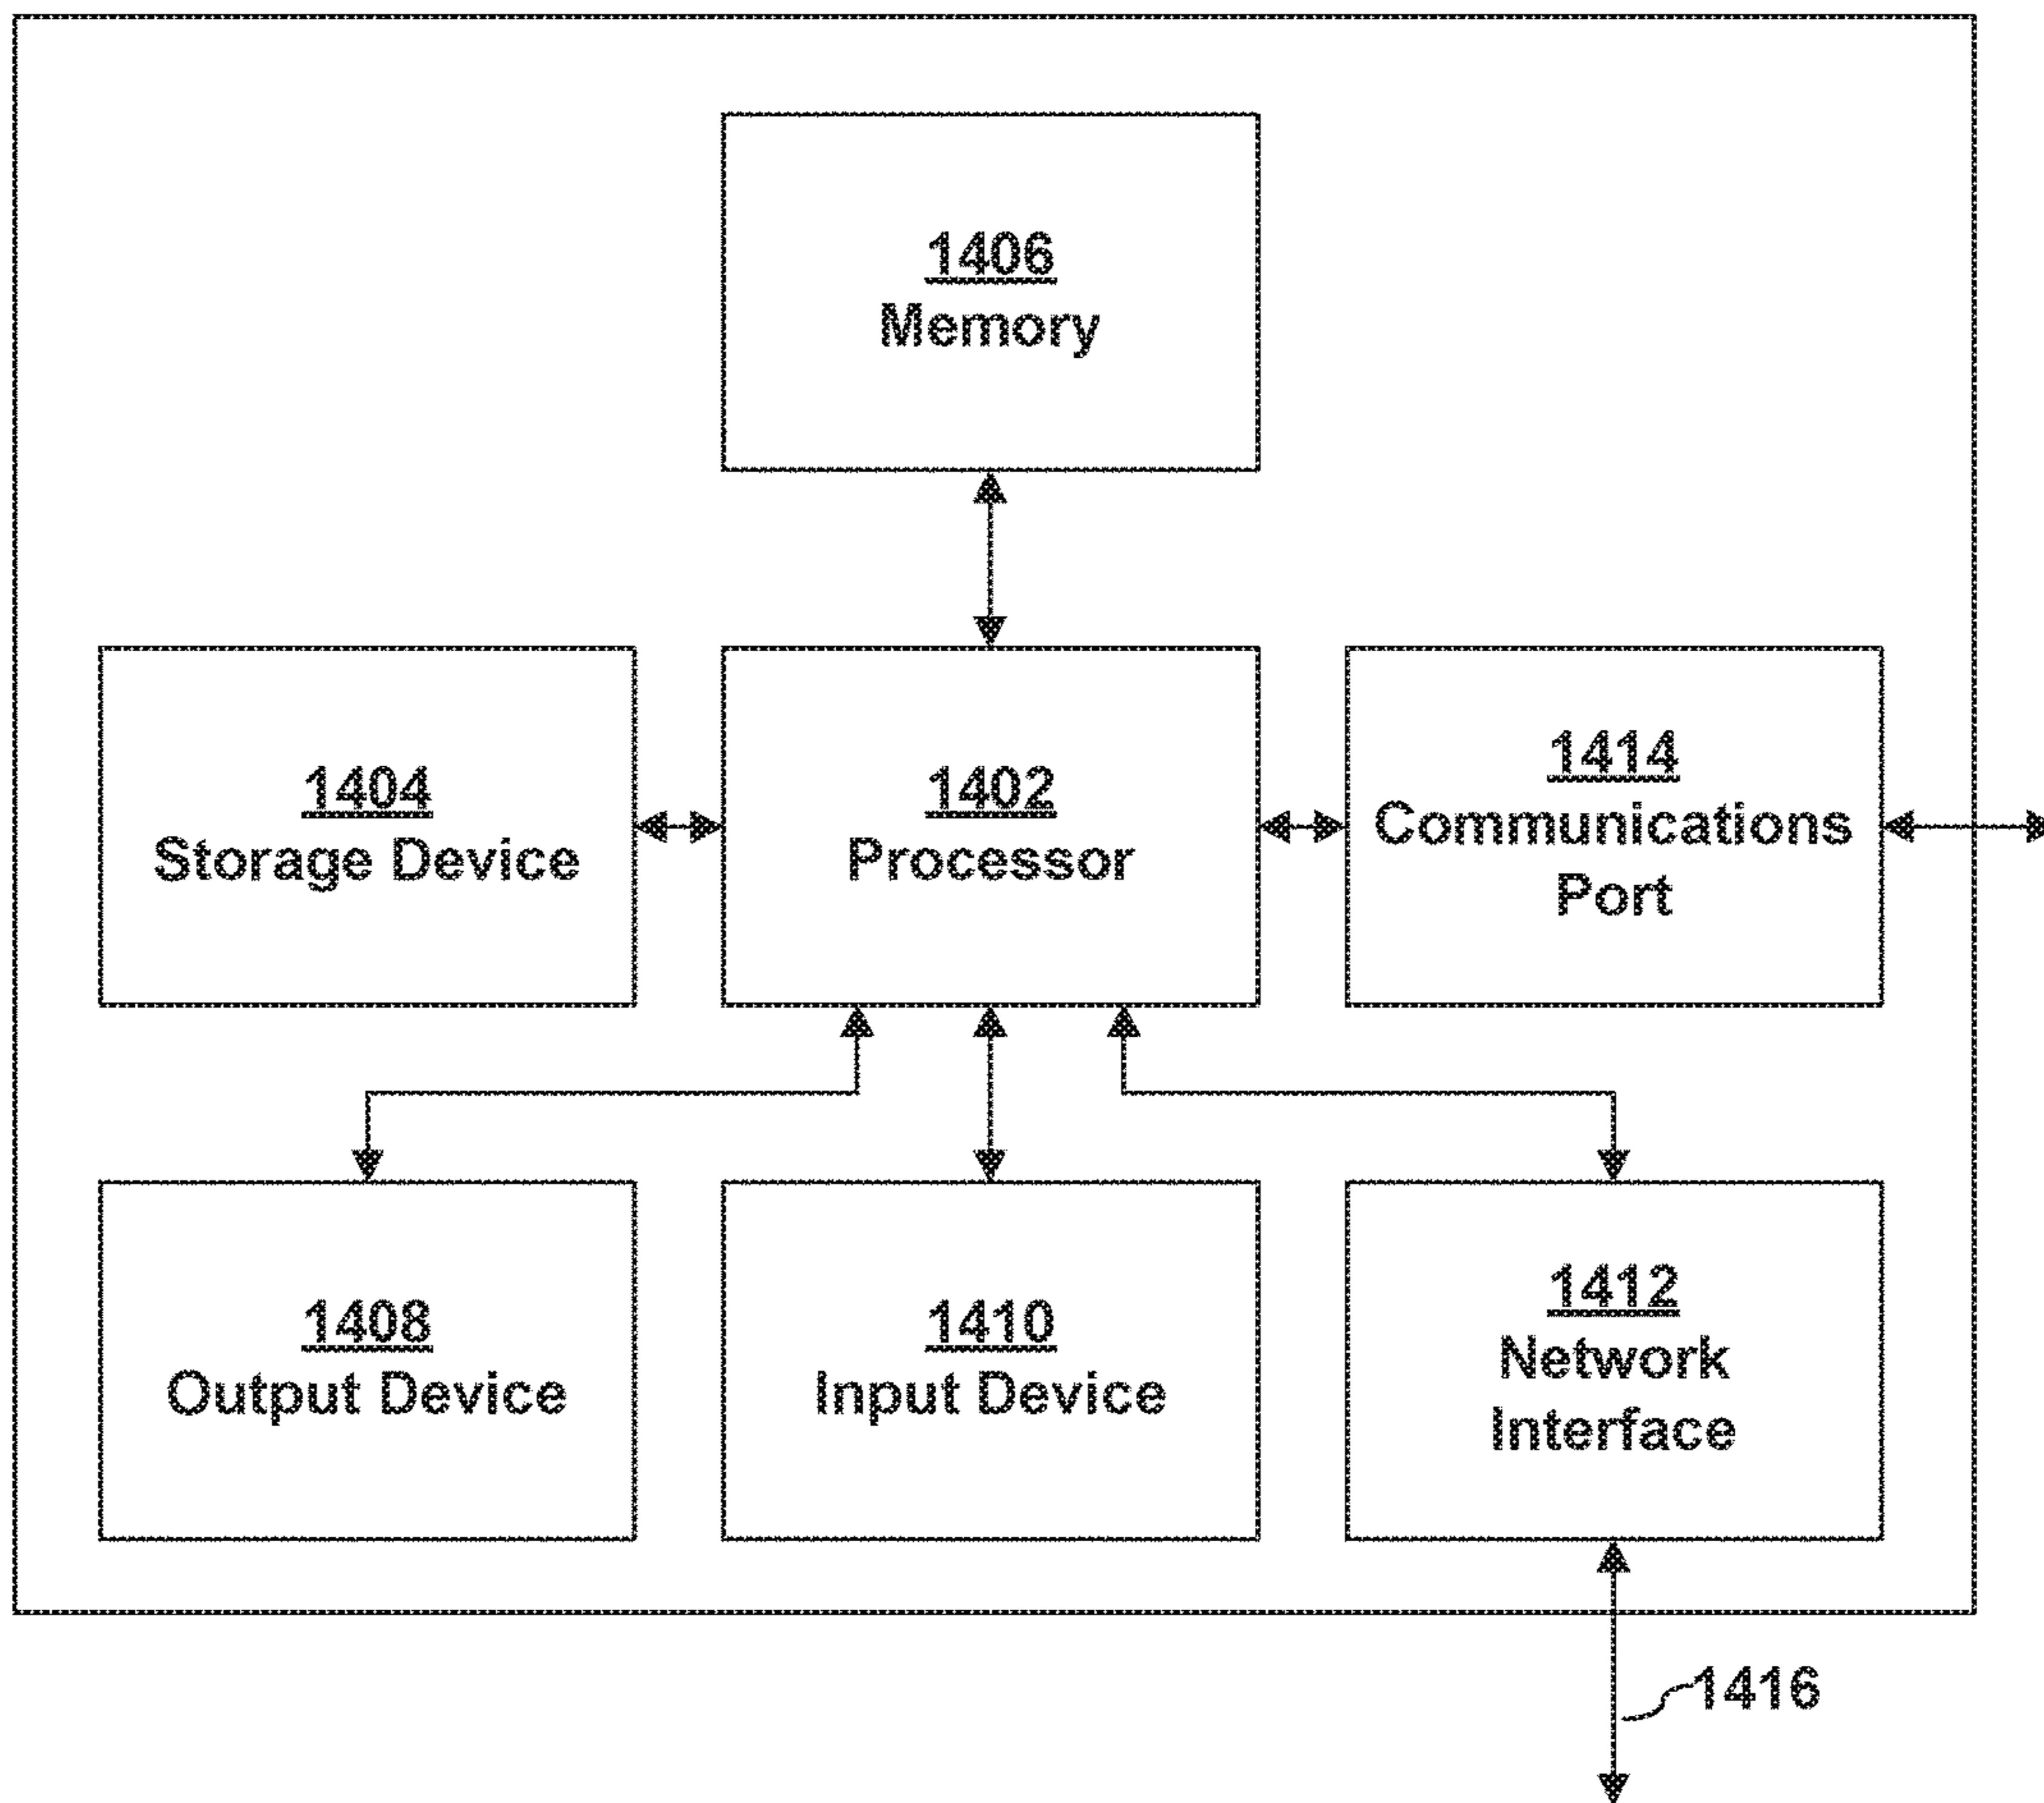 1406
Memory
1404
Storage Device
1402
Processor
1414
Communications
Port
1408
Output Device
1410
Input Device
1412
Network
Interface
1416